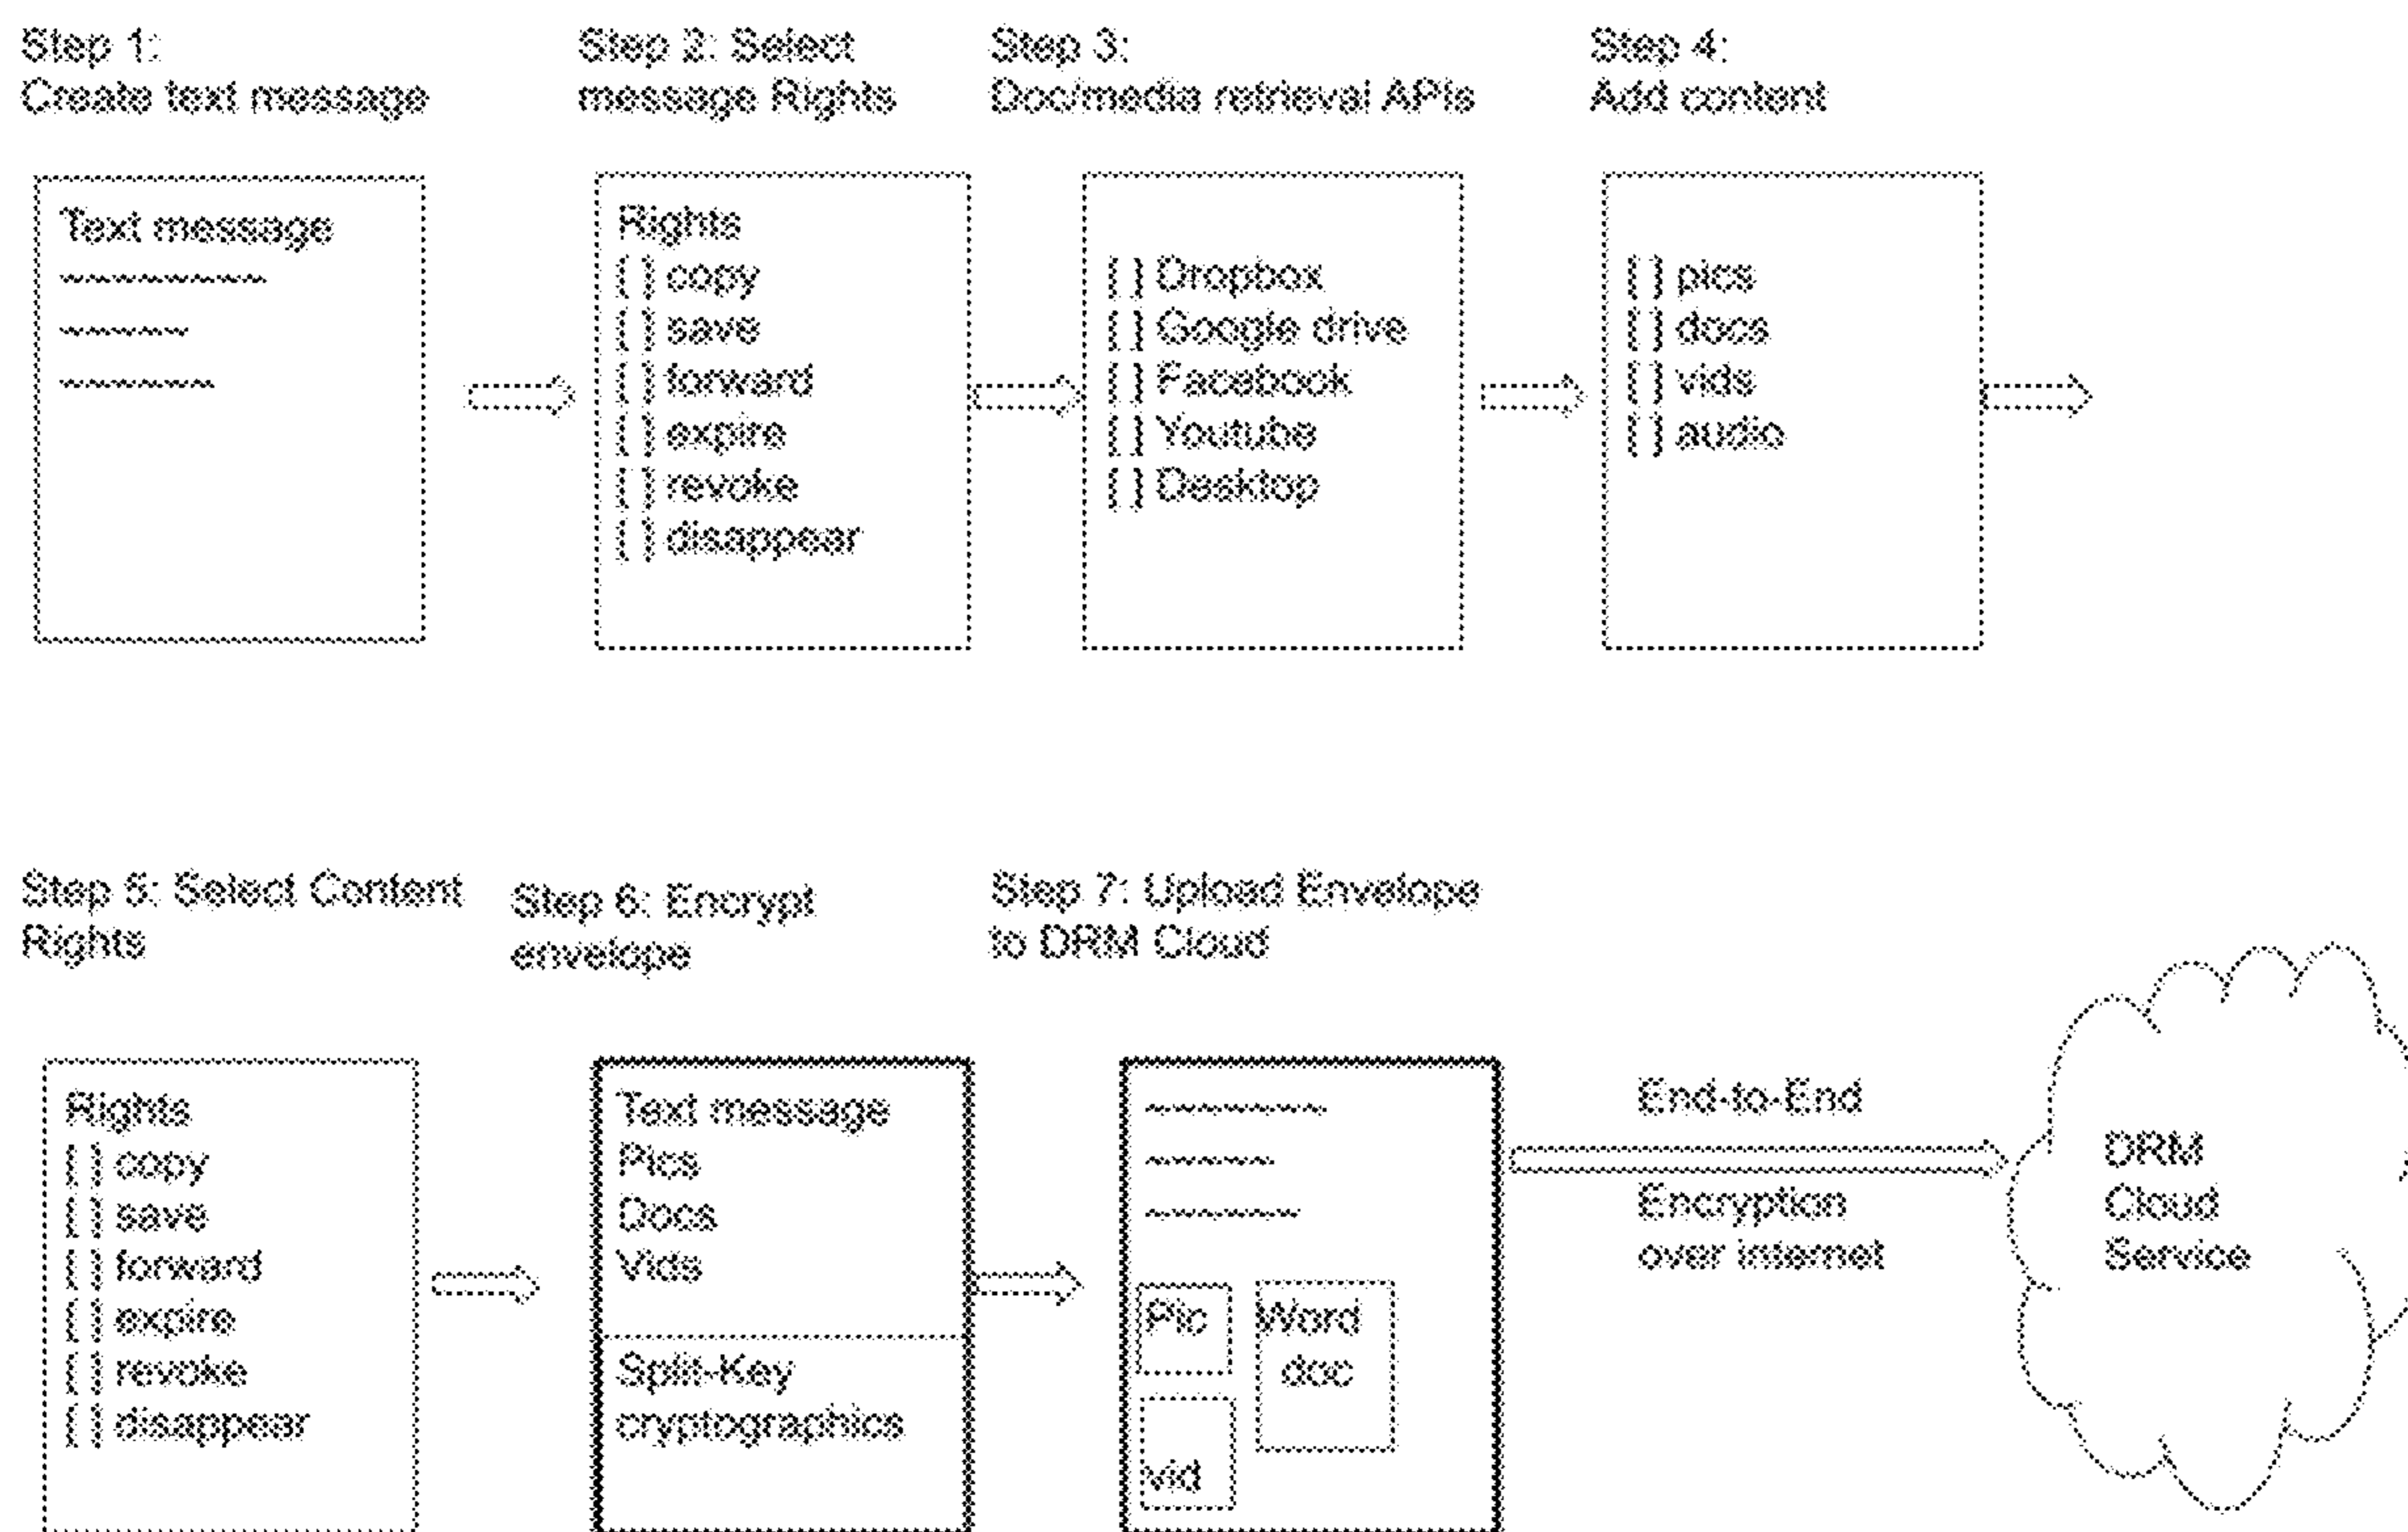 Step 1:
Create text message
Step 2: Select
message Rights
Step 3:
Doc/media retrieval APIs
Step 4:
Add content
Text message
Rights
[ ] copy
[ ] save
[ ] forward
[ ] expire
[ ] revoke
[ ] disappear
[ ] Dropbox
[ ] Google drive
[ ] Facebook
[ ] Youtube
[ ] Desktop
[ ] pics
[ ] docs
[ ] vids
[ ] audio
Step 5: Select Content
Rights
Step 6: Encrypt
envelope
Step 7: Upload Envelope
to DRM Cloud
Rights
[ ] copy
[ ] save
[ ] forward
[ ] expire
[ ] revoke
[ ] disappear
Text message
Pics
Docs
Vids
Split-Key
cryptographics
Pic
Word
doc
vid
End-to-End
Encryption
over internet
DRM
Cloud
Service